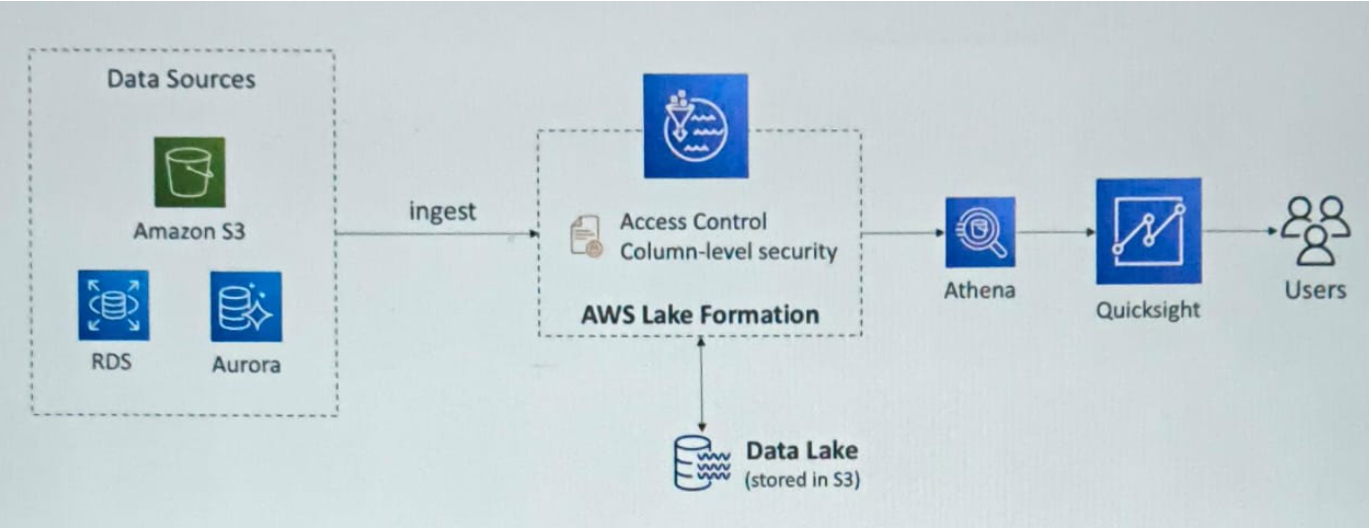 Data Sources
Amazon S3
RDS
Aurora
ingest
Access Control
Column-level security
AWS Lake Formation
Data Lake
(stored in S3)
Athena
Quicksight
Users